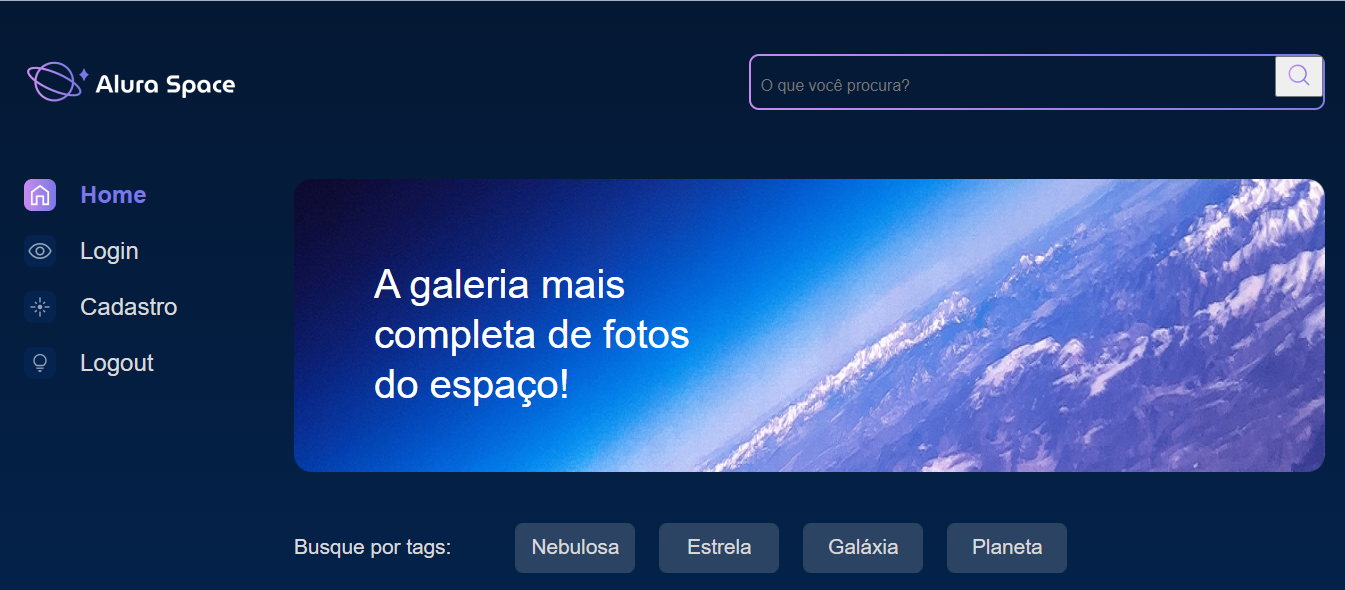 Alura Space
O que você procura?
Home
Login
Cadastro
Logout
A galeria mais
completa de fotos
do espaço!
Busque por tags:
Nebulosa
Estrela
Galáxia
Planeta